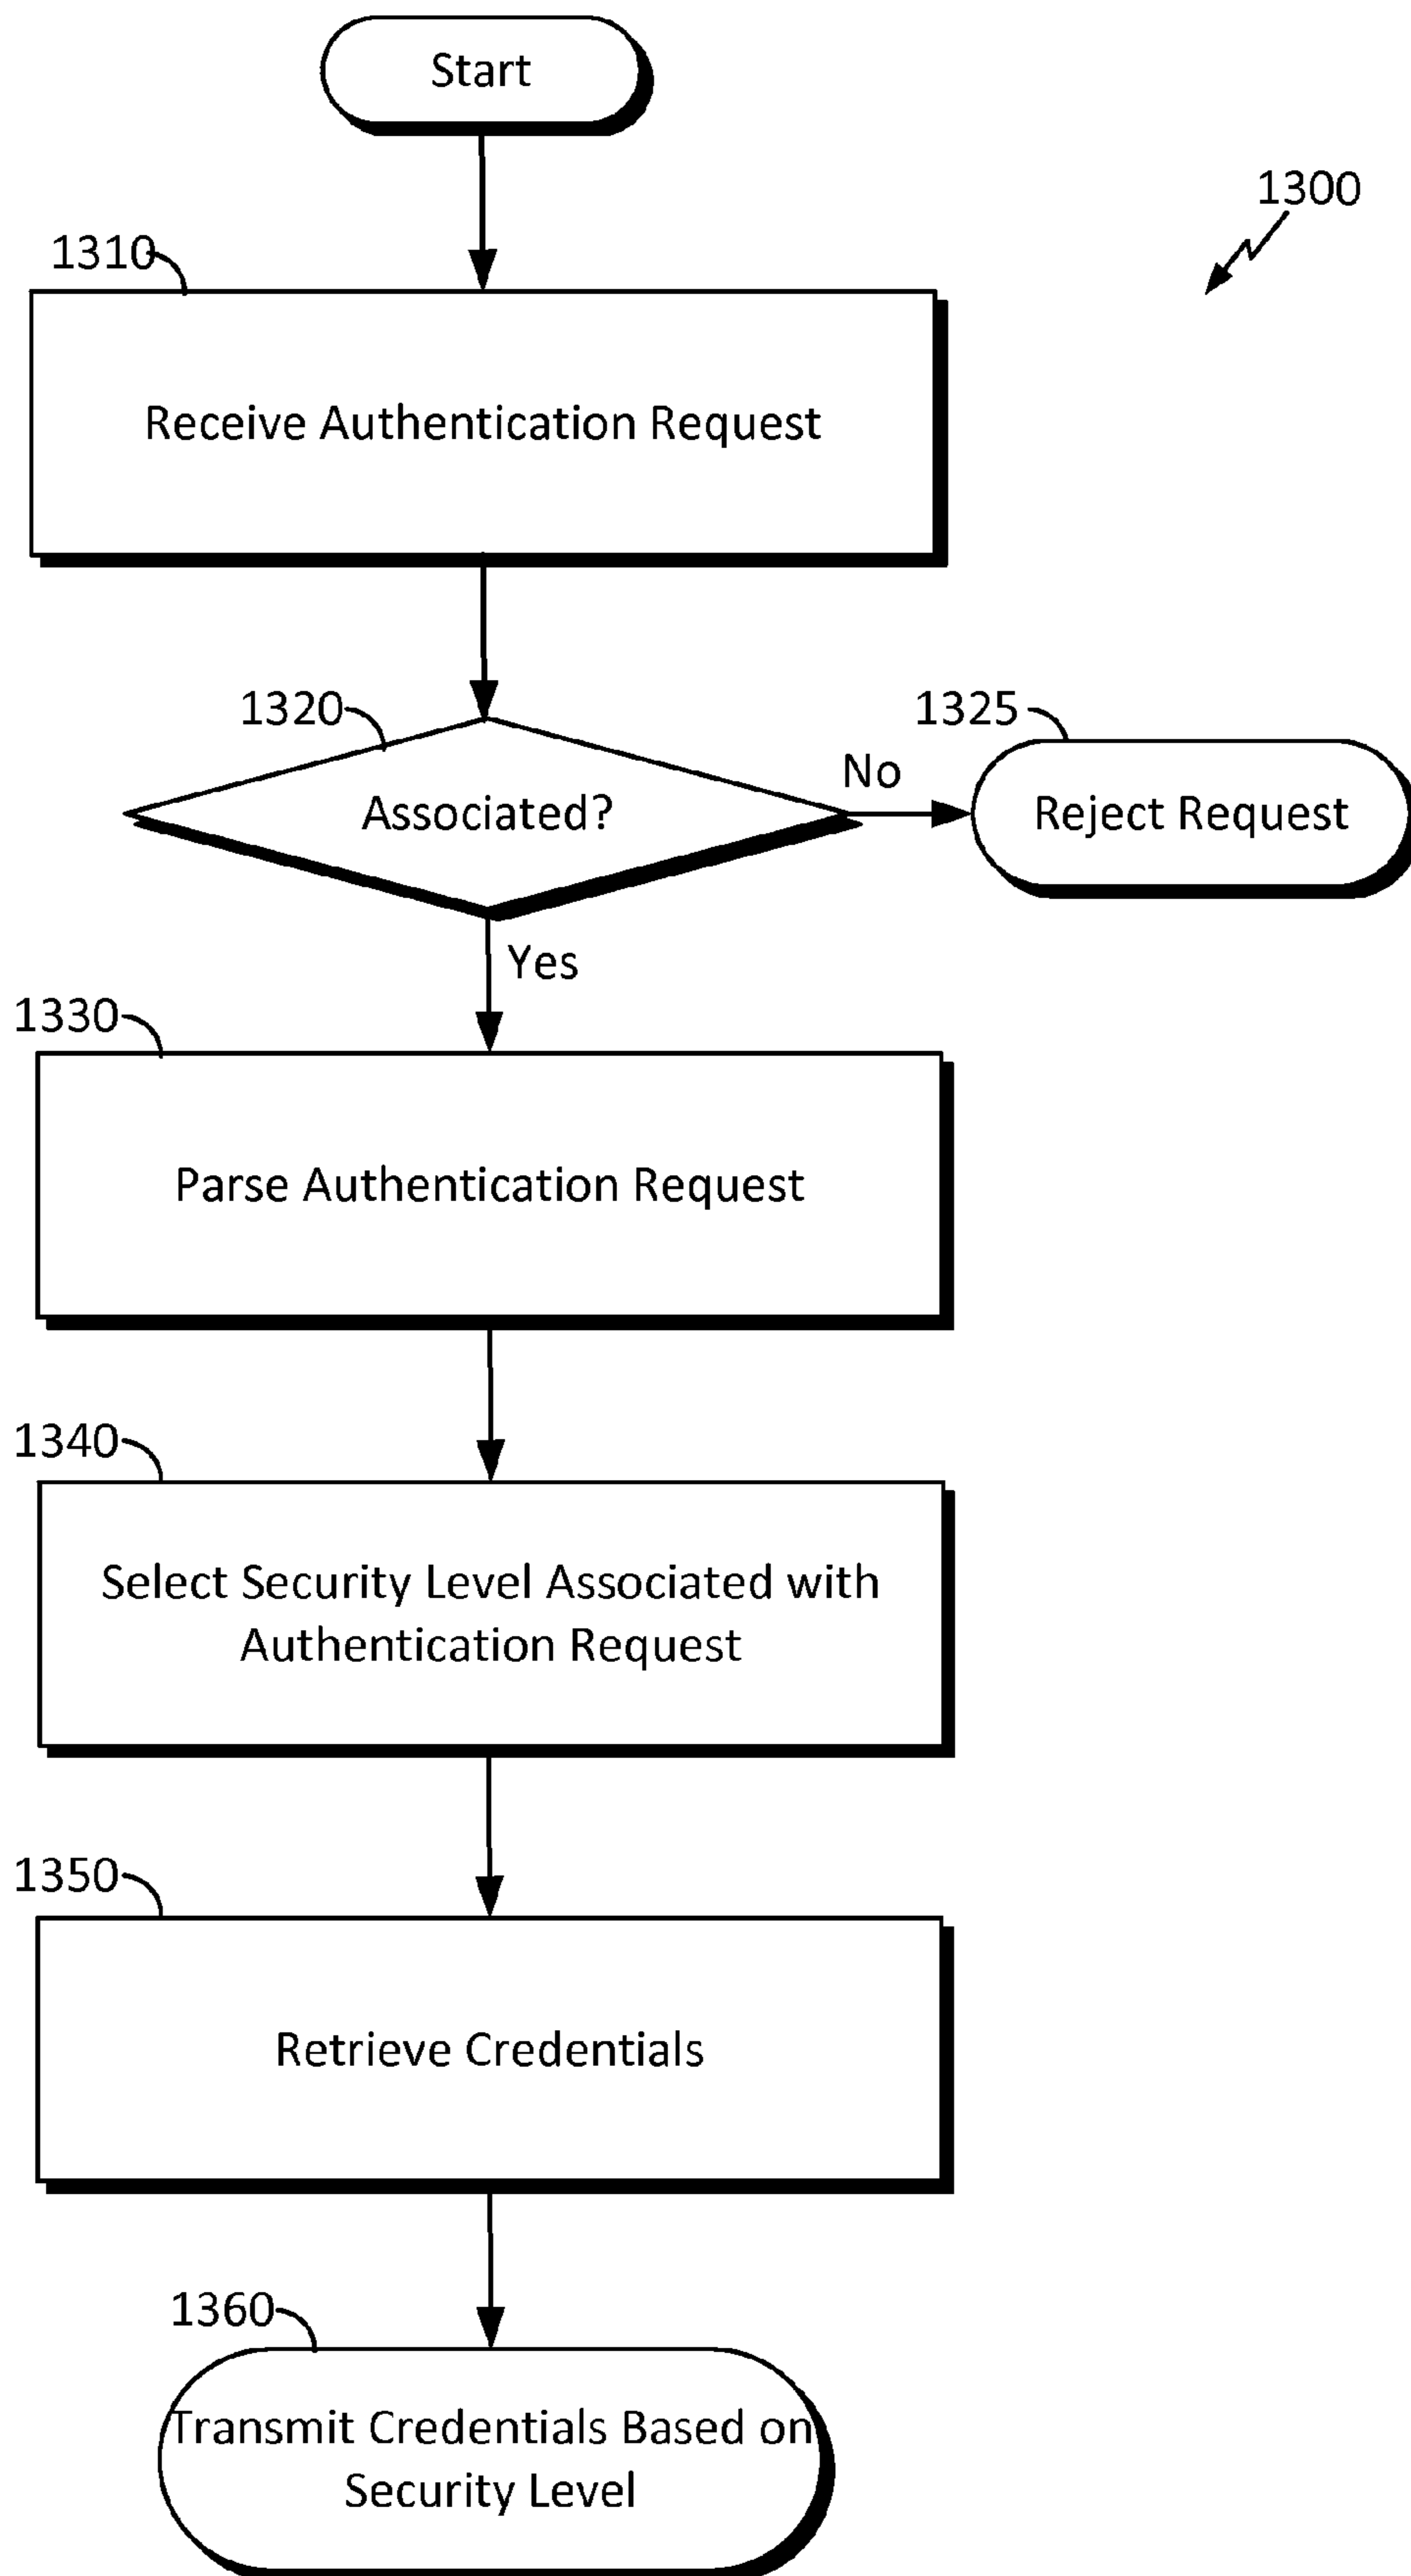 Start
1300
1310
Receive Authentication Request
1320
1325
No
Associated?
Reject Request
Yes
1330
Parse Authentication Request
1340
Select Security Level Associated with
Authentication Request
1350
Retrieve Credentials
1360
Transmit Credentials Based on
Security Level